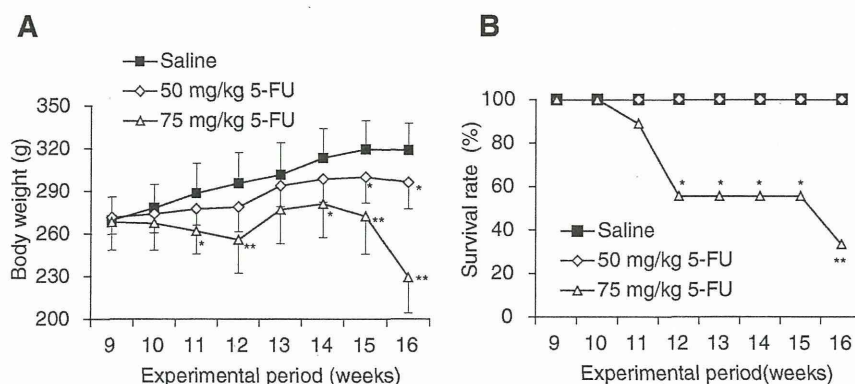 A
Saline
50 mg/kg 5-FU
75 mg/kg 5-FU
Body weight (g)
350
320
290
260
230
200
* ** * * ** * **
9 10 11 12 13 14 15 16
Experimental period (weeks)
B
Survival rate (%)
100
80
60
40
20
0
* * * * **
Saline
50 mg/kg 5-FU
75 mg/kg 5-FU
9 10 11 12 13 14 15 16
Experimental period(weeks)